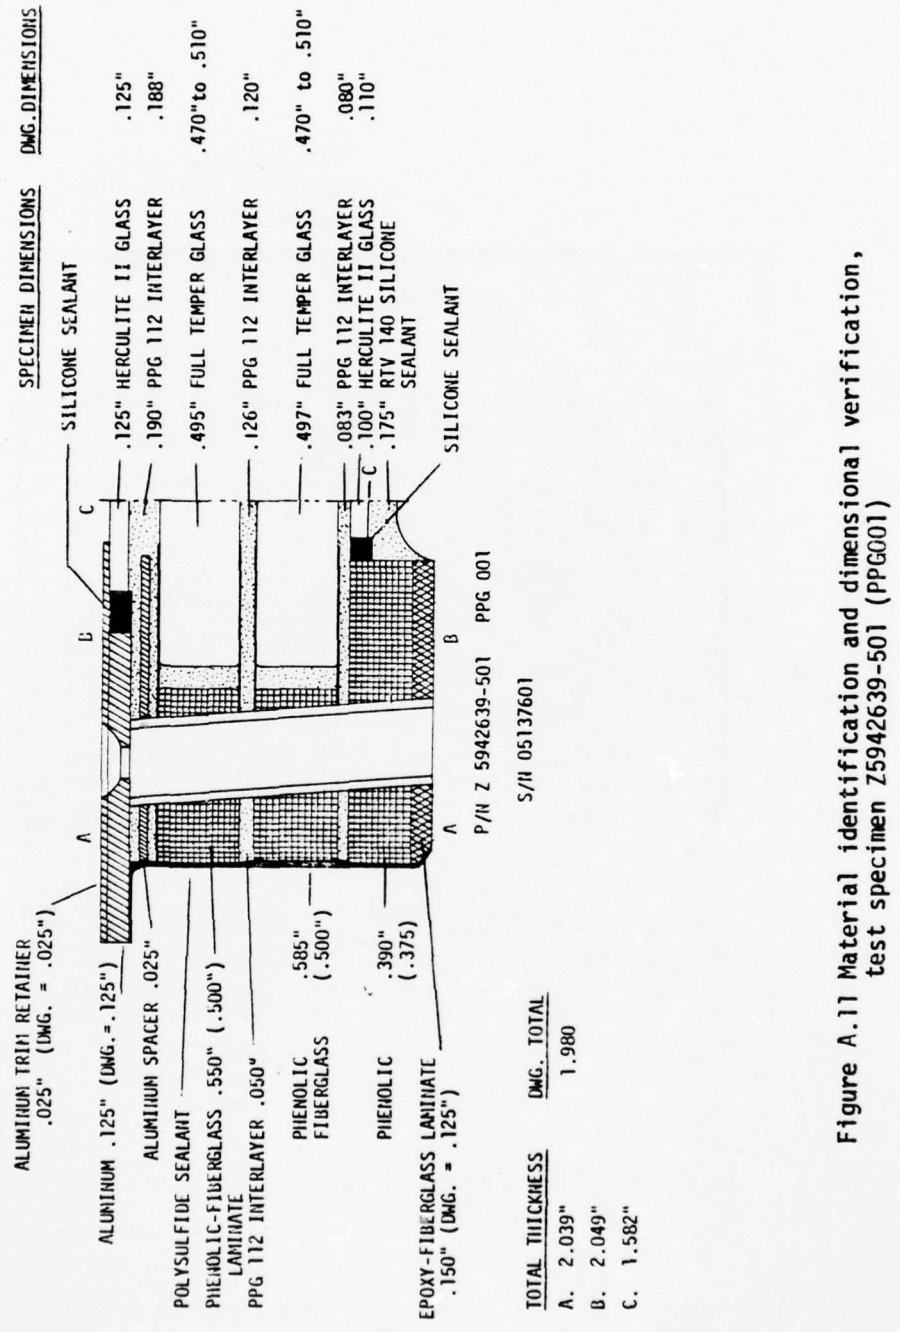 SPECIMEN DIMENSIONS DWG.DIMENSIONS
SILICONE SEALANT
.125" HERCULITE II GLASS .125"
.190" PPG 112 INTERLAYER .188"
.495" FULL TEMPER GLASS .470"to .510"
.126" PPG 112 INTERLAYER .120"
.497" FULL TEMPER GLASS .470" to .510"
.083" PPG 112 INTERLAYER .080"
.100" HERCULITE II GLASS .110"
.175" RTV 140 SILICONE
SEALANT
SILICONE SEALANT
ALUMINUM TRIM RETAINER
.025" (DWG. = .025")
ALUMINUM .125" (DWG.=.125")
ALUMINUM SPACER .025"
POLYSULFIDE SEALANT
PHENOLIC-FIBERGLASS .550" (.500")
LAMINATE
PPG 112 INTERLAYER .050"
PHENOLIC .585"
FIBERGLASS (.500")
PHENOLIC .390"
(.375)
EPOXY-FIBERGLASS LAMINATE
.150" (DWG. = .125")
A B C
A B C
P/N Z 5942639-501 PPG 001
S/N 05137601
TOTAL THICKNESS DWG. TOTAL
A. 2.039" 1.980
B. 2.049"
C. 1.582"
Figure A.11 Material identification and dimensional verification,
test specimen Z5942639-501 (PPG001)